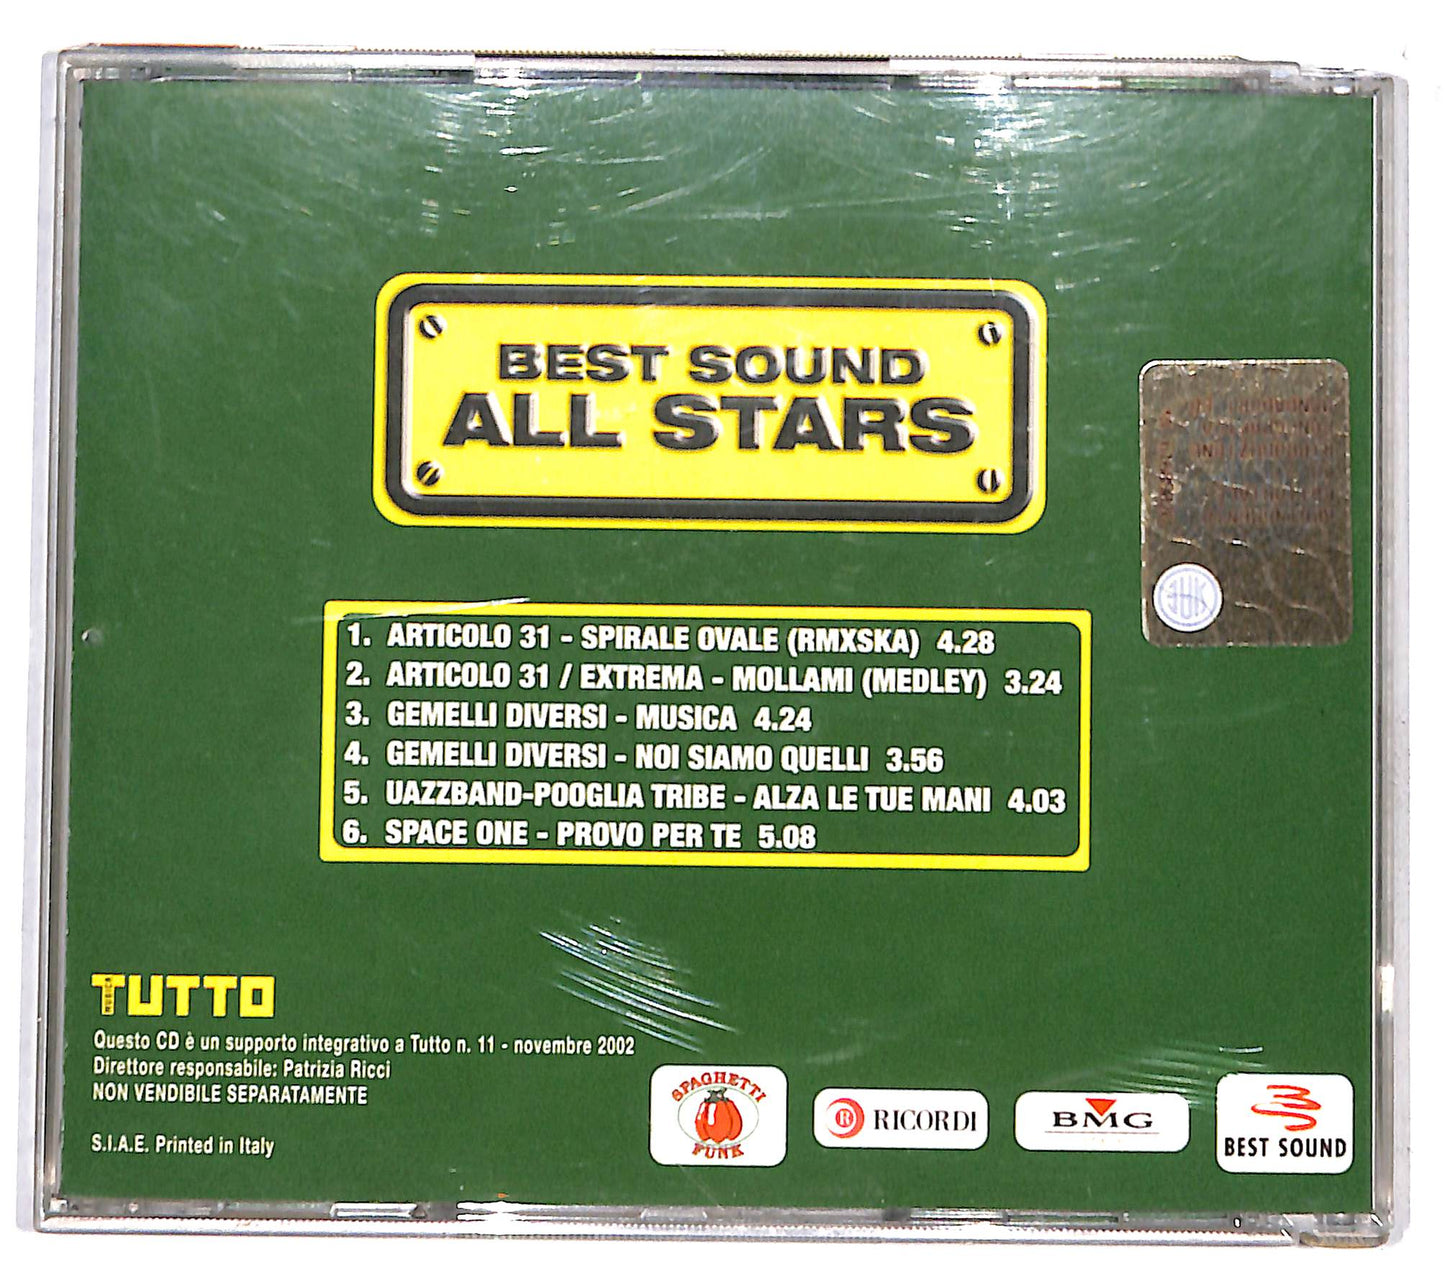 BEST SOUND
ALL STARS
1. ARTICOLO 31 - SPIRALE OVALE (RMXSKA) 4.28
2. ARTICOLO 31 / EXTREMA - MOLLAMI (MEDLEY) 3.24
3. GEMELLI DIVERSI - MUSICA 4.24
4. GEMELLI DIVERSI - NOI SIAMO QUELLI 3.56
5. UAZZBAND-POOGLIA TRIBE - ALZA LE TUE MANI 4.03
6. SPACE ONE - PROVO PER TE 5.08
MUSICA TUTTO
Questo CD è un supporto integrativo a Tutto n. 11 - novembre 2002
Direttore responsabile: Patrizia Ricci
NON VENDIBILE SEPARATAMENTE
S.I.A.E. Printed in Italy
SPAGHETTI
FUNK
R RICORDI
BMG
BEST SOUND